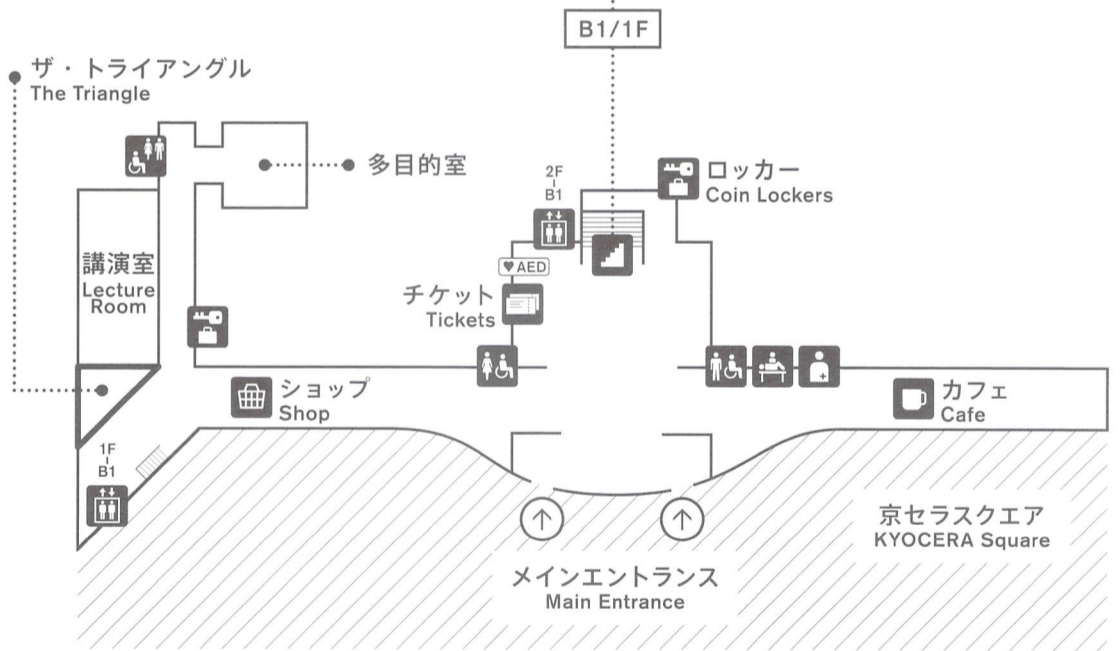 B1/1F
ザ・トライアングル
The Triangle
多目的室
2F
B1
ロッカー
Coin Lockers
講演室
Lecture
Room
AED
チケット
Tickets
ショップ
Shop
カフェ
Cafe
1F
B1
京セラスクエア
KYOCERA Square
メインエントランス
Main Entrance